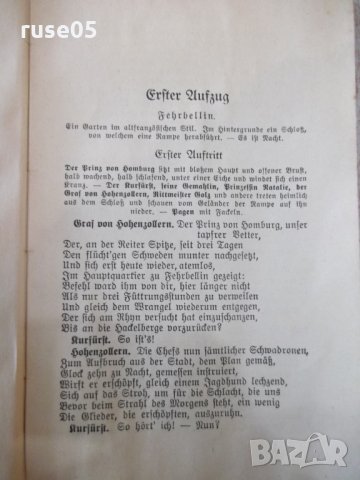 ruse05
Erster Aufzug
Fehrbellin.
Ein Garten im altfranzösischen Stil. Im Hintergrunde ein Schloß,
von welchem eine Rampe herabführt. — Es ist Nacht.
Erster Auftritt
Der Prinz von Homburg sitzt mit bloßem Haupt und offener Brust,
halb wachend, halb schlafend, unter einer Eiche und windet sich einen
Kranz. — Der Kurfürst, seine Gemahlin, Prinzessin Natalie, der
Graf von Hohenzollern, Rittmeister Golz und andere treten heimlich
aus dem Schloß und schauen vom Geländer der Rampe auf ihn
nieder. — Pagen mit Fackeln.
Graf von Hohenzollern. Der Prinz von Homburg, unser
tapfrer Vetter,
Der, an der Reiter Spitze, seit drei Tagen
Den flücht'gen Schweden munter nachgesetzt,
Und sich erst heute wieder, atemlos,
Im Hauptquartier zu Fehrbellin gezeigt:
Befehl ward ihm von dir, hier länger nicht
Als nur drei Füttrungsstunden zu verweilen
Und gleich dem Wrangel wiederum entgegen,
Der sich am Rhyn versucht hat einzuschanzen,
Bis an die Hackelberge vorzurücken?
Kurfürst. So ist's!
Hohenzollern. Die Chefs nun sämtlicher Schwadronen,
Zum Aufbruch aus der Stadt, dem Plan gemäß,
Glock zehn zu Nacht, gemessen instruiert,
Wirft er erschöpft, gleich einem Jagdhund lechzend,
Sich auf das Stroh, um für die Schlacht, die uns
Bevor beim Strahl des Morgens steht, ein wenig
Die Glieder, die erschöpften, auszuruhn.
Kurfürst. So hört' ich! — Nun?
BAZAR